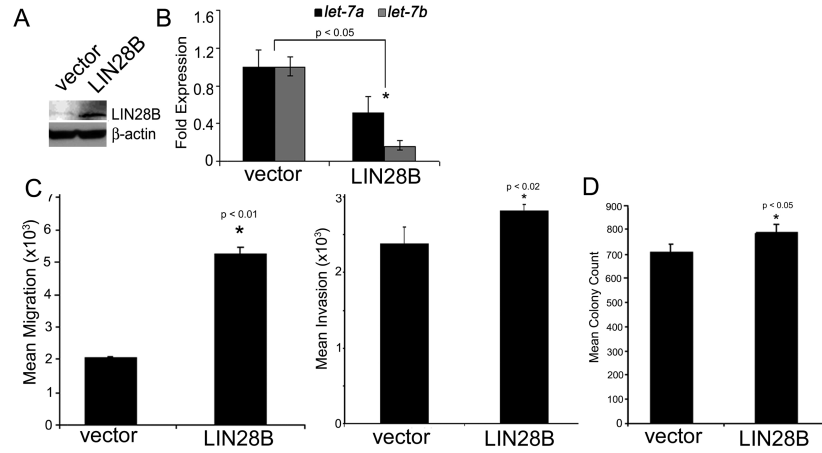 A
vector
LIN28B
LIN28B
β-actin
B
let-7a let-7b
p < 0.05
*
Fold Expression
1.6
1.2
0.8
0.4
0
vector
LIN28B
C
Mean Migration (x10³)
7
6
5
4
3
2
1
0
p < 0.01
*
vector
LIN28B
Mean Invasion (x10³)
3
2
1
0
p < 0.02
*
vector
LIN28B
D
Mean Colony Count
900
800
700
600
500
400
300
200
100
0
p < 0.05
*
vector
LIN28B